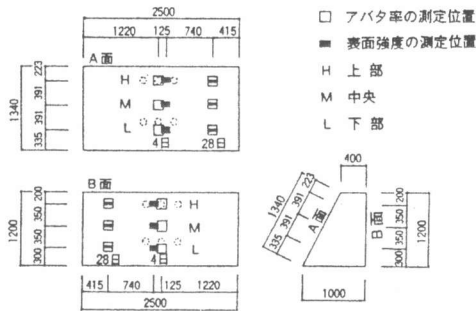 2500
1220 125 740 415
A面
H
M
L
4日 28日
223
391
391
335
1340
B面
H
M
L
28日 4日
200
350
350
300
1200
415 740 125 1220
2500
アバタ率の測定位置
表面強度の測定位置
H 上部
M 中央
L 下部
400
223
391
391
335
1340
A面
B面
200
350
350
300
1200
1000